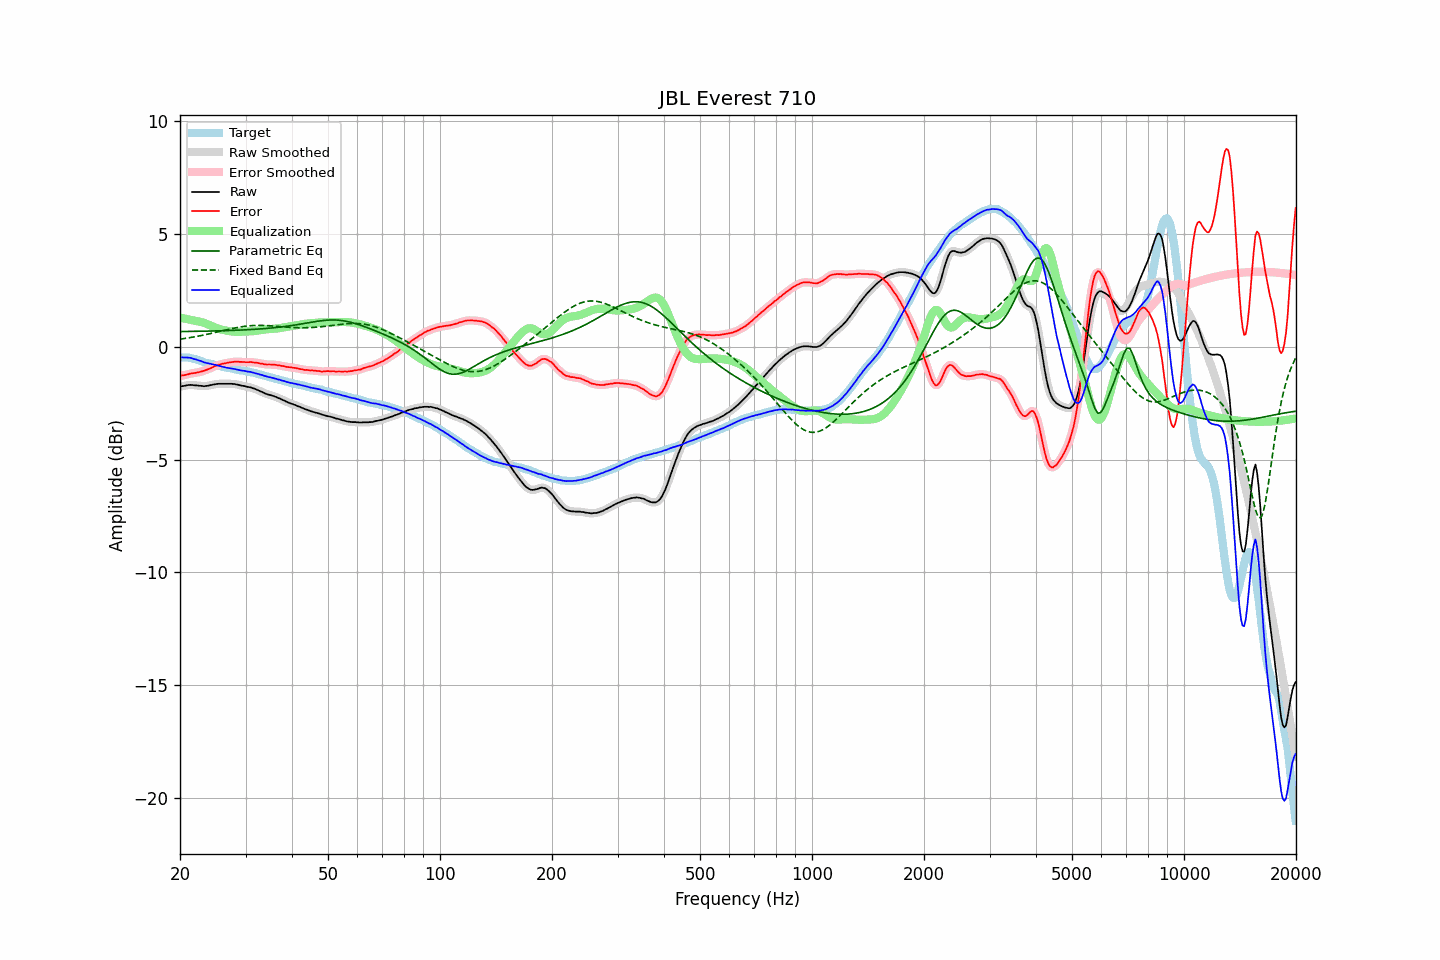 JBL Everest 710
10
5
0
−5
−10
−15
−20
Amplitude (dBr)
Target
Raw Smoothed
Error Smoothed
Raw
Error
Equalization
Parametric Eq
Fixed Band Eq
Equalized
20
50
100
200
500
1000
2000
5000
10000
20000
Frequency (Hz)